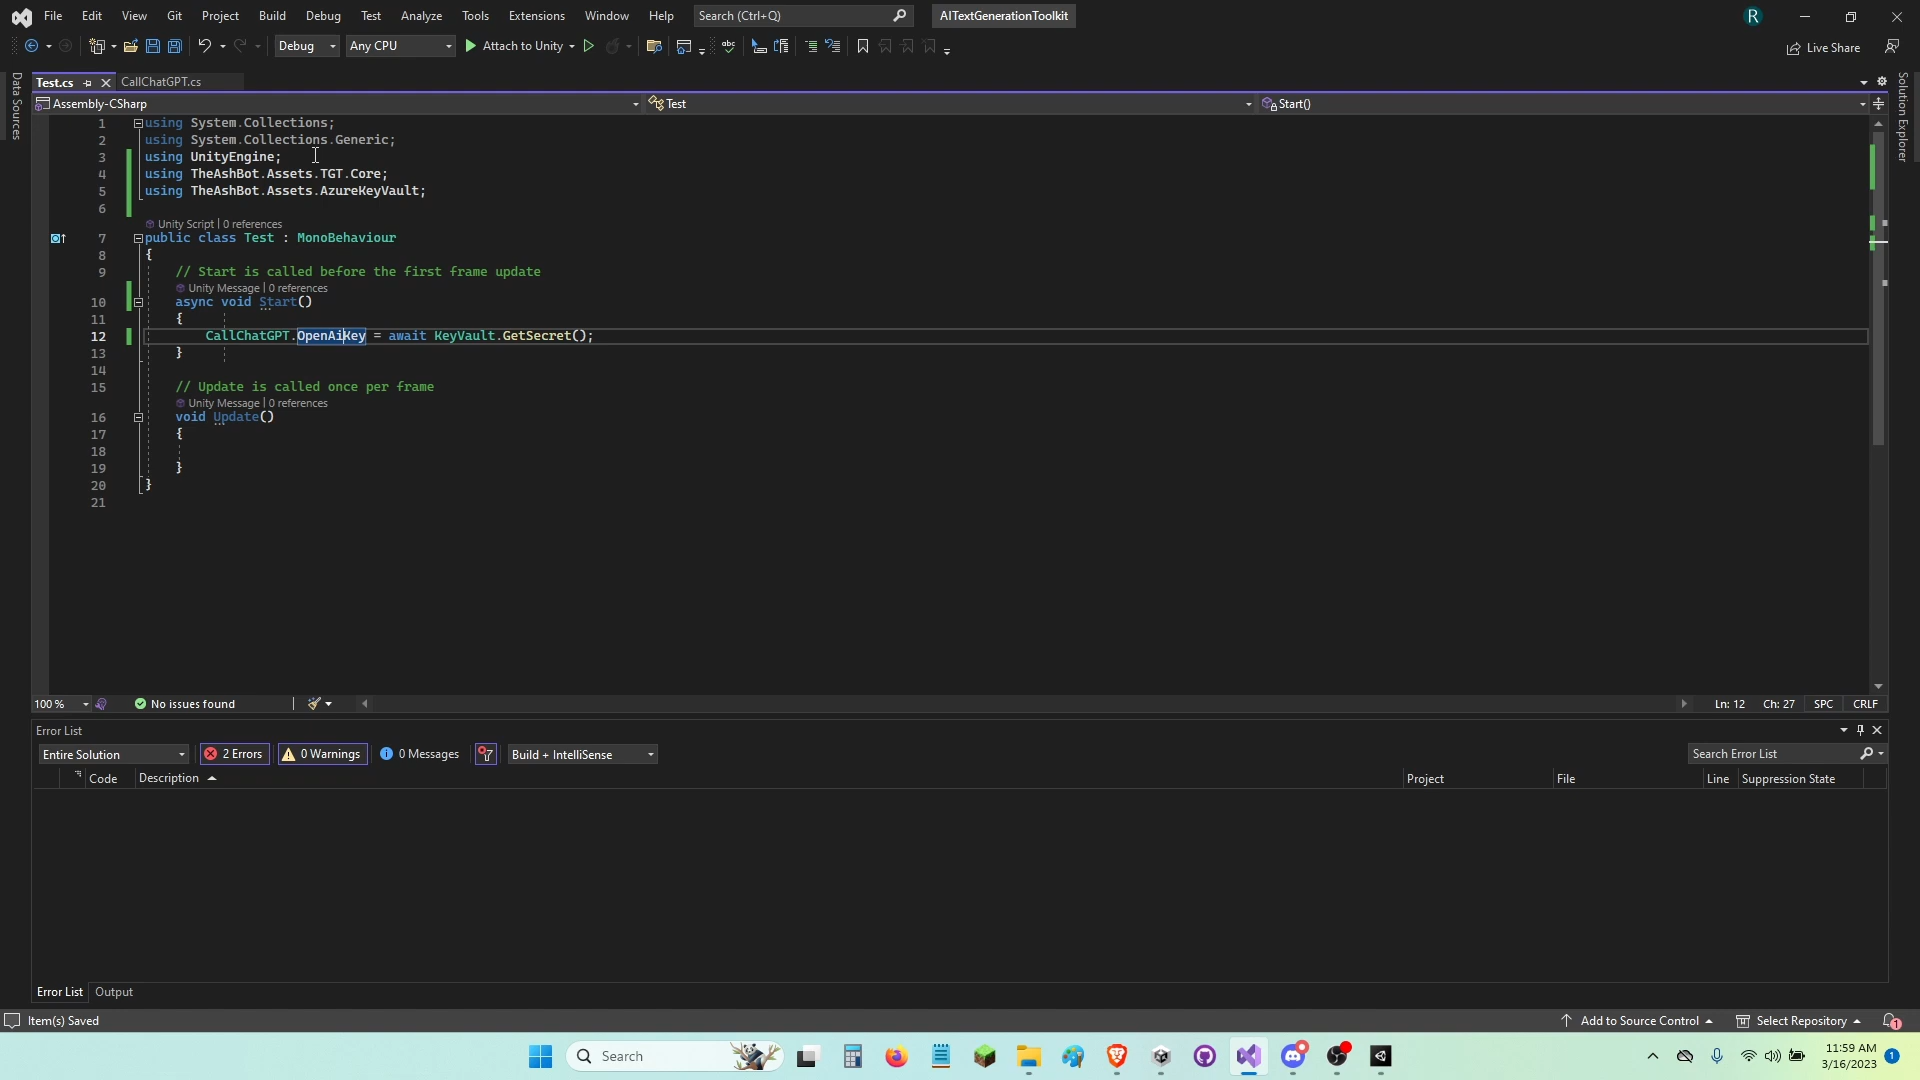 File Edit View Git Project Build Debug Test Analyze Tools Extensions Window Help Search (Ctrl+Q) AITextGenerationToolkit R
Debug Any CPU Attach to Unity Live Share
Data Sources
Solution Explorer
Test.cs CallChatGPT.cs
Assembly-CSharp Test Start()
1 using System.Collections;
2 using System.Collections.Generic;
3 using UnityEngine;
4 using TheAshBot.Assets.TGT.Core;
5 using TheAshBot.Assets.AzureKeyVault;
6
Unity Script | 0 references
7 public class Test : MonoBehaviour
8 {
9 // Start is called before the first frame update
Unity Message | 0 references
10 async void Start()
11 {
12 CallChatGPT.OpenAiKey = await KeyVault.GetSecret();
13 }
14
15 // Update is called once per frame
Unity Message | 0 references
16 void Update()
17 {
18
19 }
20 }
21
100 % No issues found Ln: 12 Ch: 27 SPC CRLF
Error List
Entire Solution 2 Errors 0 Warnings 0 Messages Build + IntelliSense Search Error List
Code Description Project File Line Suppression State
Error List Output
Item(s) Saved Add to Source Control Select Repository 1
Search 11:59 AM 1
3/16/2023